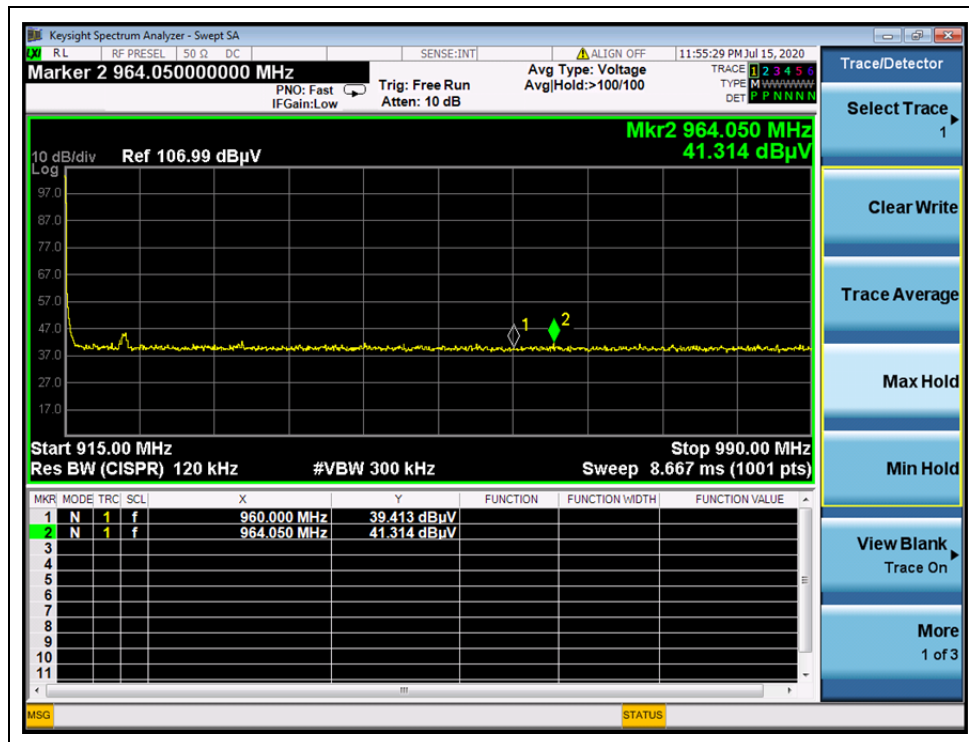 Keysight Spectrum Analyzer - Swept SA
LXI RL RF PRESEL 50 Ω DC SENSE:INT ALIGN OFF 11:55:29 PM Jul 15, 2020
Marker 2 964.050000000 MHz
PNO: Fast
IFGain:Low
Trig: Free Run
Atten: 10 dB
Avg Type: Voltage
Avg|Hold:>100/100
TRACE 1 2 3 4 5 6
TYPE M WWWWW
DET P P N N N N
Mkr2 964.050 MHz
41.314 dBµV
10 dB/div Ref 106.99 dBµV
Log
97.0
87.0
77.0
67.0
57.0
47.0
37.0
27.0
17.0
1
2
Start 915.00 MHz Stop 990.00 MHz
Res BW (CISPR) 120 kHz #VBW 300 kHz Sweep 8.667 ms (1001 pts)
MKR MODE TRC SCL X Y FUNCTION FUNCTION WIDTH FUNCTION VALUE
1 N 1 f 960.000 MHz 39.413 dBµV
2 N 1 f 964.050 MHz 41.314 dBµV
3
4
5
6
7
8
9
10
11
MSG STATUS
Trace/Detector
Select Trace
1
Clear Write
Trace Average
Max Hold
Min Hold
View Blank
Trace On
More
1 of 3